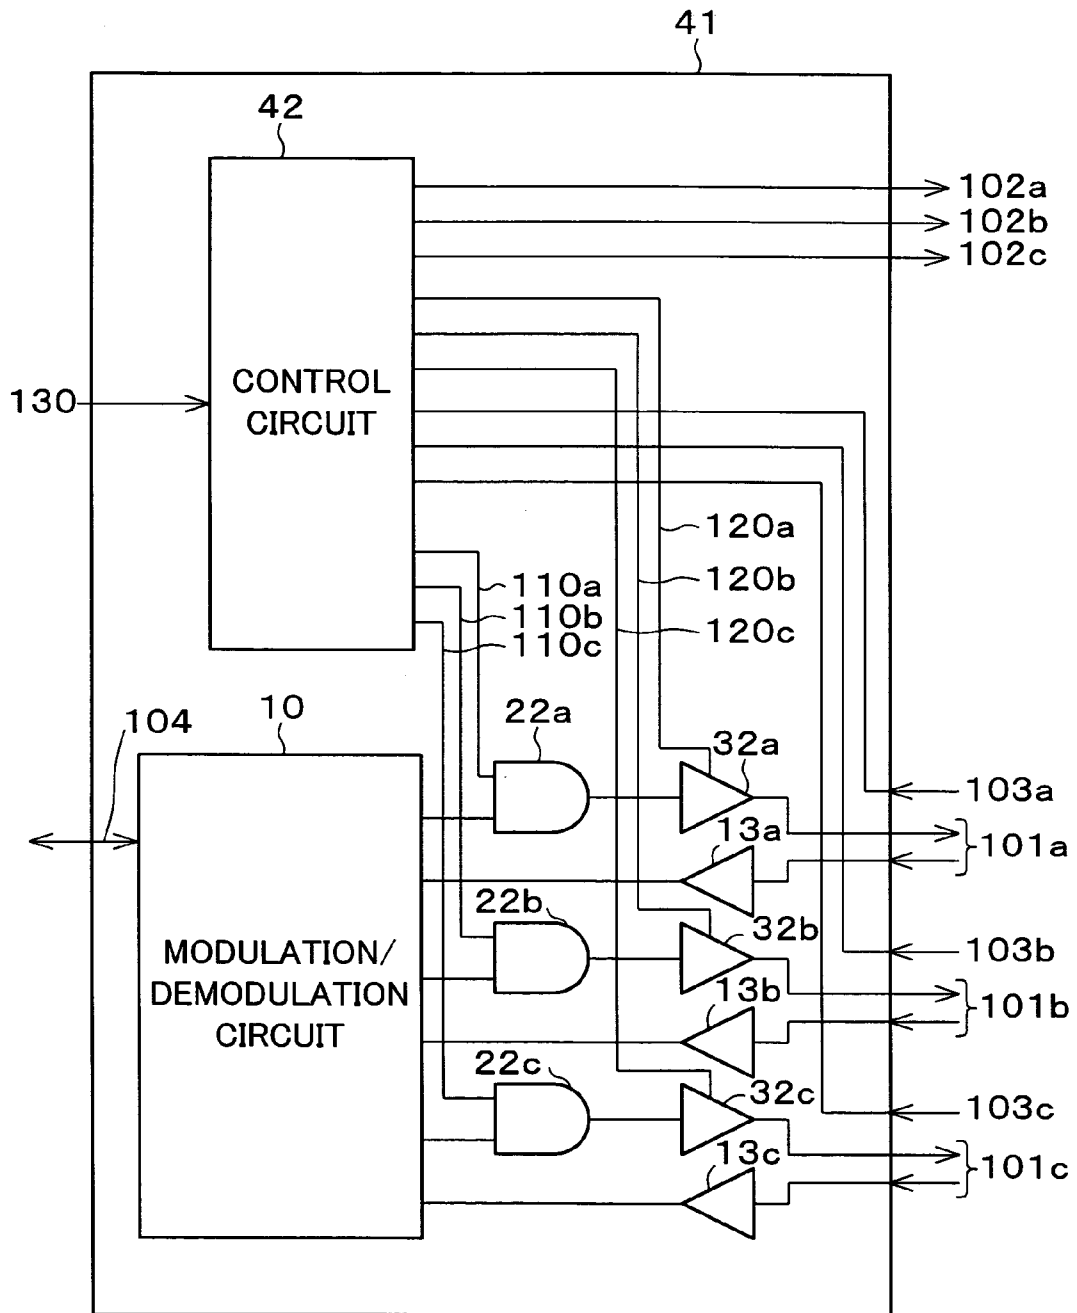 41
42
102a
102b
102c
CONTROL
CIRCUIT
130
120a
110a
120b
110b
120c
110c
104
10
22a
32a
103a
13a
101a
22b
32b
103b
MODULATION/
DEMODULATION
CIRCUIT
13b
101b
22c
32c
103c
13c
101c